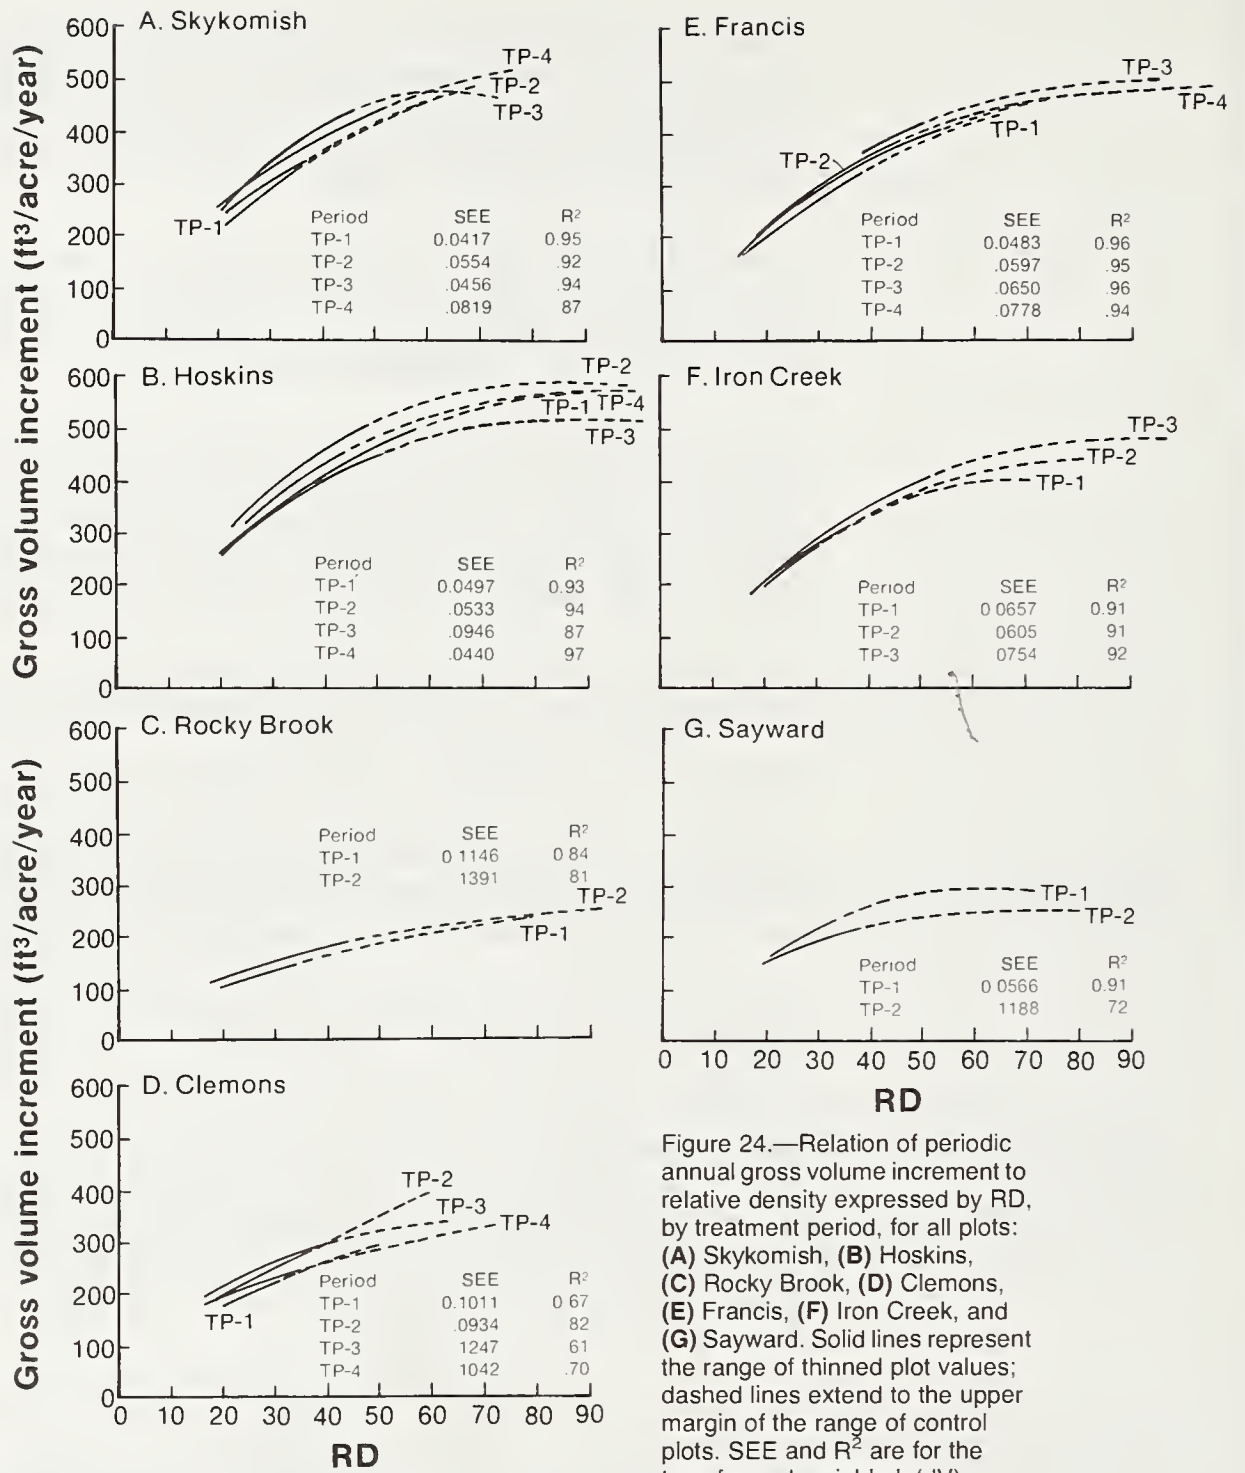 Gross volume increment (ft³/acre/year)
A. Skykomish
600
500
400
300
200
100
0
TP-4
TP-2
TP-3
TP-1
Period SEE R²
TP-1 0.0417 0.95
TP-2 .0554 .92
TP-3 .0456 .94
TP-4 .0819 87
B. Hoskins
600
500
400
300
200
100
0
TP-2
TP-1 TP-4
TP-3
Period SEE R²
TP-1 0.0497 0.93
TP-2 .0533 94
TP-3 .0946 87
TP-4 .0440 97
Gross volume increment (ft³/acre/year)
C. Rocky Brook
600
500
400
300
200
100
0
Period SEE R²
TP-1 0 1146 0 84
TP-2 1391 81
TP-2
TP-1
D. Clemons
600
500
400
300
200
100
0
TP-2
TP-3
TP-4
TP-1
Period SEE R²
TP-1 0.1011 0 67
TP-2 .0934 82
TP-3 1247 61
TP-4 1042 .70
0 10 20 30 40 50 60 70 80 90
RD
E. Francis
TP-3
TP-4
TP-1
TP-2
Period SEE R²
TP-1 0.0483 0.96
TP-2 .0597 .95
TP-3 .0650 .96
TP-4 .0778 .94
F. Iron Creek
TP-3
TP-2
TP-1
Period SEE R²
TP-1 0 0657 0.91
TP-2 0605 91
TP-3 0754 92
G. Sayward
TP-1
TP-2
Period SEE R²
TP-1 0 0566 0.91
TP-2 1188 72
0 10 20 30 40 50 60 70 80 90
RD
Figure 24.—Relation of periodic
annual gross volume increment to
relative density expressed by RD,
by treatment period, for all plots:
(A) Skykomish, (B) Hoskins,
(C) Rocky Brook, (D) Clemons,
(E) Francis, (F) Iron Creek, and
(G) Sayward. Solid lines represent
the range of thinned plot values;
dashed lines extend to the upper
margin of the range of control
plots. SEE and R² are for the